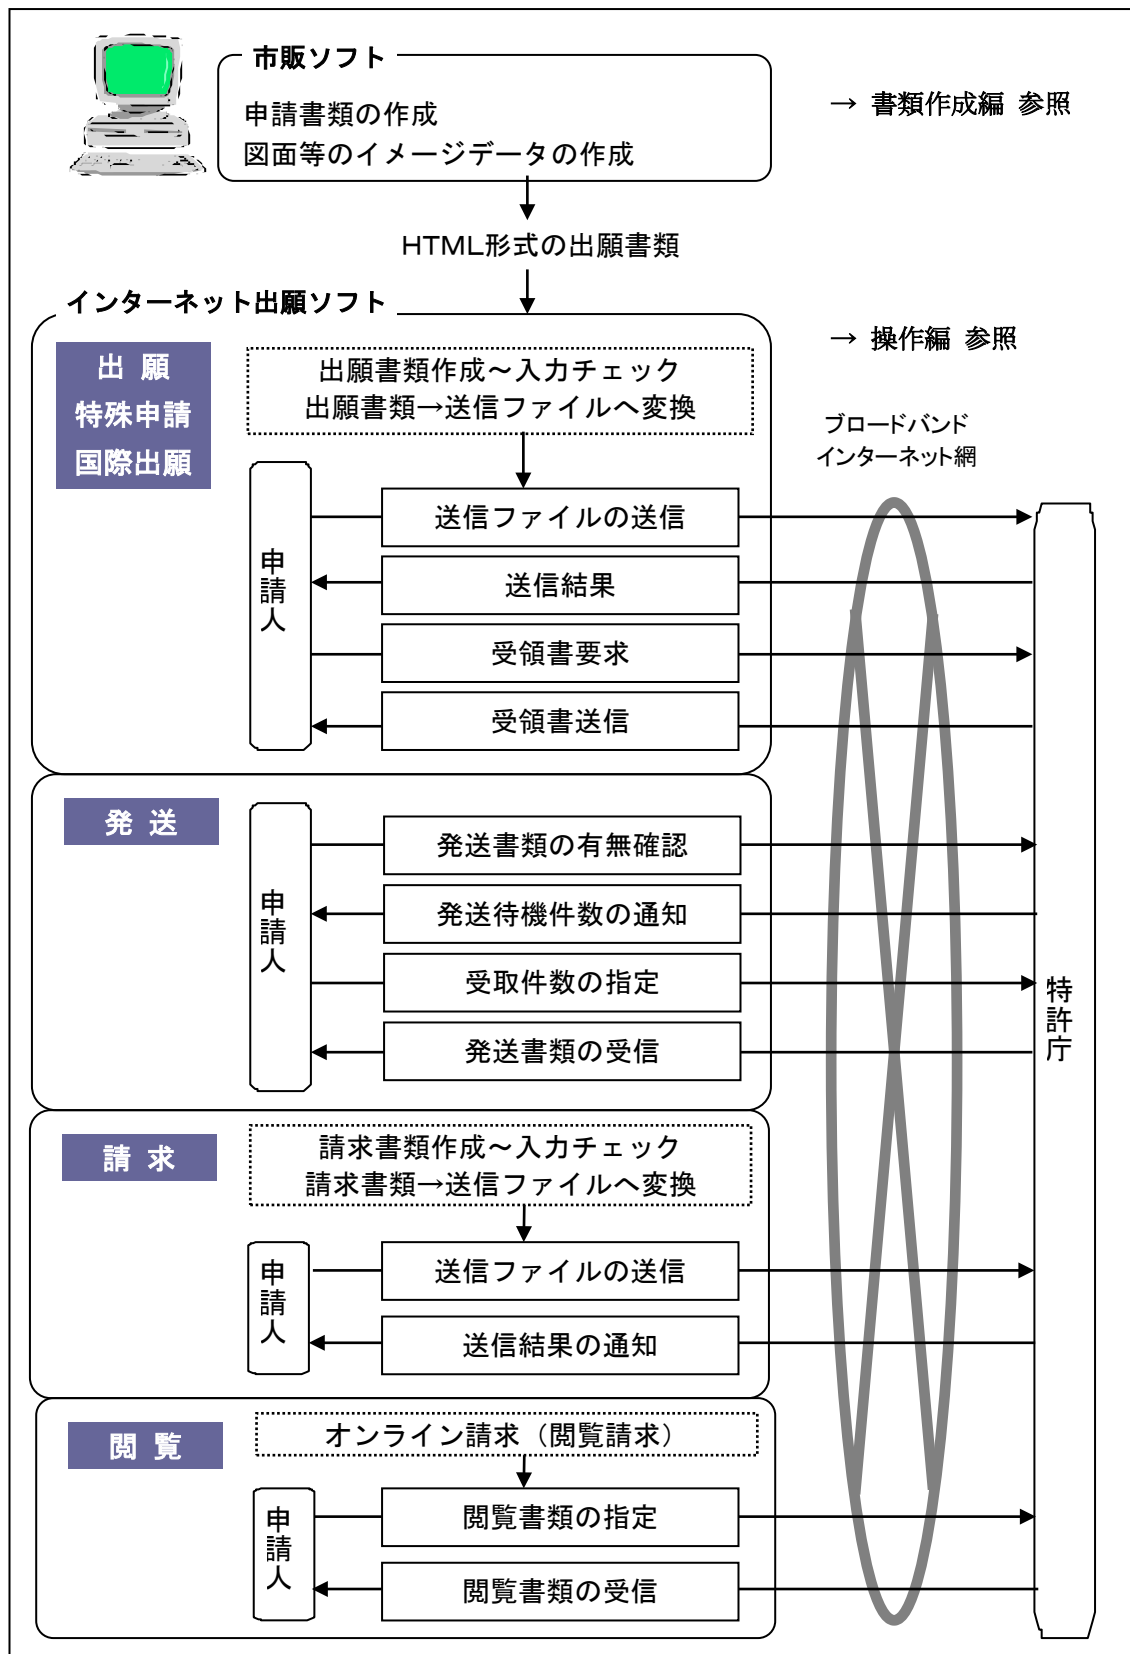 市販ソフト
申請書類の作成
図面等のイメージデータの作成
→ 書類作成編 参照
HTML形式の出願書類
インターネット出願ソフト
→ 操作編 参照
出 願
特殊申請
国際出願
出願書類作成～入力チェック
出願書類→送信ファイルへ変換
ブロードバンド
インターネット網
申請人
送信ファイルの送信
送信結果
受領書要求
受領書送信
特許庁
発 送
申請人
発送書類の有無確認
発送待機件数の通知
受取件数の指定
発送書類の受信
請 求
請求書類作成～入力チェック
請求書類→送信ファイルへ変換
申請人
送信ファイルの送信
送信結果の通知
閲 覧
オンライン請求（閲覧請求）
申請人
閲覧書類の指定
閲覧書類の受信